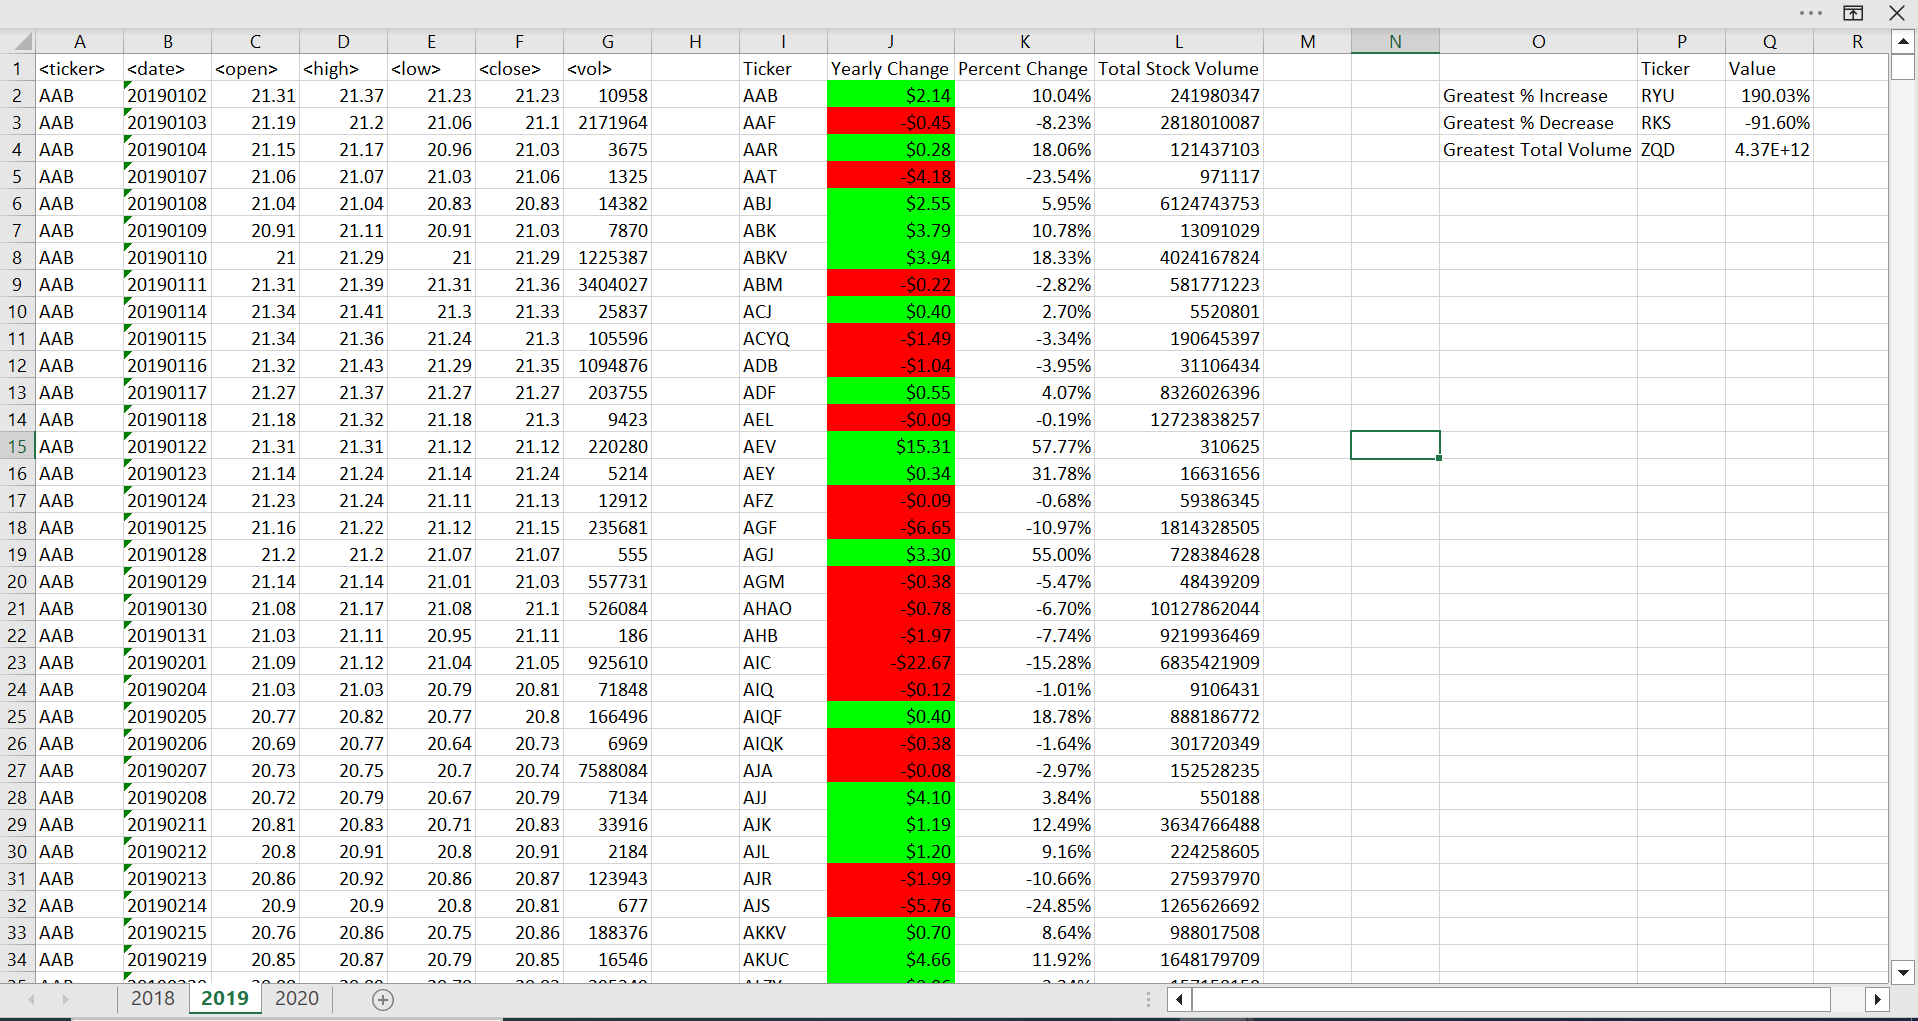 A B C D E F G H I J K L M N O P Q R
1 <ticker> <date> <open> <high> <low> <close> <vol> Ticker Yearly Change Percent Change Total Stock Volume Ticker Value
2 AAB 20190102 21.31 21.37 21.23 21.23 10958 AAB $2.14 10.04% 241980347 Greatest % Increase RYU 190.03%
3 AAB 20190103 21.19 21.2 21.06 21.1 2171964 AAF -$0.45 -8.23% 2818010087 Greatest % Decrease RKS -91.60%
4 AAB 20190104 21.15 21.17 20.96 21.03 3675 AAR $0.28 18.06% 121437103 Greatest Total Volume ZQD 4.37E+12
5 AAB 20190107 21.06 21.07 21.03 21.06 1325 AAT -$4.18 -23.54% 971117
6 AAB 20190108 21.04 21.04 20.83 20.83 14382 ABJ $2.55 5.95% 6124743753
7 AAB 20190109 20.91 21.11 20.91 21.03 7870 ABK $3.79 10.78% 13091029
8 AAB 20190110 21 21.29 21 21.29 1225387 ABKV $3.94 18.33% 4024167824
9 AAB 20190111 21.31 21.39 21.31 21.36 3404027 ABM -$0.22 -2.82% 581771223
10 AAB 20190114 21.34 21.41 21.3 21.33 25837 ACJ $0.40 2.70% 5520801
11 AAB 20190115 21.34 21.36 21.24 21.3 105596 ACYQ -$1.49 -3.34% 190645397
12 AAB 20190116 21.32 21.43 21.29 21.35 1094876 ADB -$1.04 -3.95% 31106434
13 AAB 20190117 21.27 21.37 21.27 21.27 203755 ADF $0.55 4.07% 8326026396
14 AAB 20190118 21.18 21.32 21.18 21.3 9423 AEL -$0.09 -0.19% 12723838257
15 AAB 20190122 21.31 21.31 21.12 21.12 220280 AEV $15.31 57.77% 310625
16 AAB 20190123 21.14 21.24 21.14 21.24 5214 AEY $0.34 31.78% 16631656
17 AAB 20190124 21.23 21.24 21.11 21.13 12912 AFZ -$0.09 -0.68% 59386345
18 AAB 20190125 21.16 21.22 21.12 21.15 235681 AGF -$6.65 -10.97% 1814328505
19 AAB 20190128 21.2 21.2 21.07 21.07 555 AGJ $3.30 55.00% 728384628
20 AAB 20190129 21.14 21.14 21.01 21.03 557731 AGM -$0.38 -5.47% 48439209
21 AAB 20190130 21.08 21.17 21.08 21.1 526084 AHAO -$0.78 -6.70% 10127862044
22 AAB 20190131 21.03 21.11 20.95 21.11 186 AHB -$1.97 -7.74% 9219936469
23 AAB 20190201 21.09 21.12 21.04 21.05 925610 AIC -$22.67 -15.28% 6835421909
24 AAB 20190204 21.03 21.03 20.79 20.81 71848 AIQ -$0.12 -1.01% 9106431
25 AAB 20190205 20.77 20.82 20.77 20.8 166496 AIQF $0.40 18.78% 888186772
26 AAB 20190206 20.69 20.77 20.64 20.73 6969 AIQK -$0.38 -1.64% 301720349
27 AAB 20190207 20.73 20.75 20.7 20.74 7588084 AJA -$0.08 -2.97% 152528235
28 AAB 20190208 20.72 20.79 20.67 20.79 7134 AJJ $4.10 3.84% 550188
29 AAB 20190211 20.81 20.83 20.71 20.83 33916 AJK $1.19 12.49% 3634766488
30 AAB 20190212 20.8 20.91 20.8 20.91 2184 AJL $1.20 9.16% 224258605
31 AAB 20190213 20.86 20.92 20.86 20.87 123943 AJR -$1.99 -10.66% 275937970
32 AAB 20190214 20.9 20.9 20.8 20.81 677 AJS -$5.76 -24.85% 1265626692
33 AAB 20190215 20.76 20.86 20.75 20.86 188376 AKKV $0.70 8.64% 988017508
34 AAB 20190219 20.85 20.87 20.79 20.85 16546 AKUC $4.66 11.92% 1648179709
2018 2019 2020